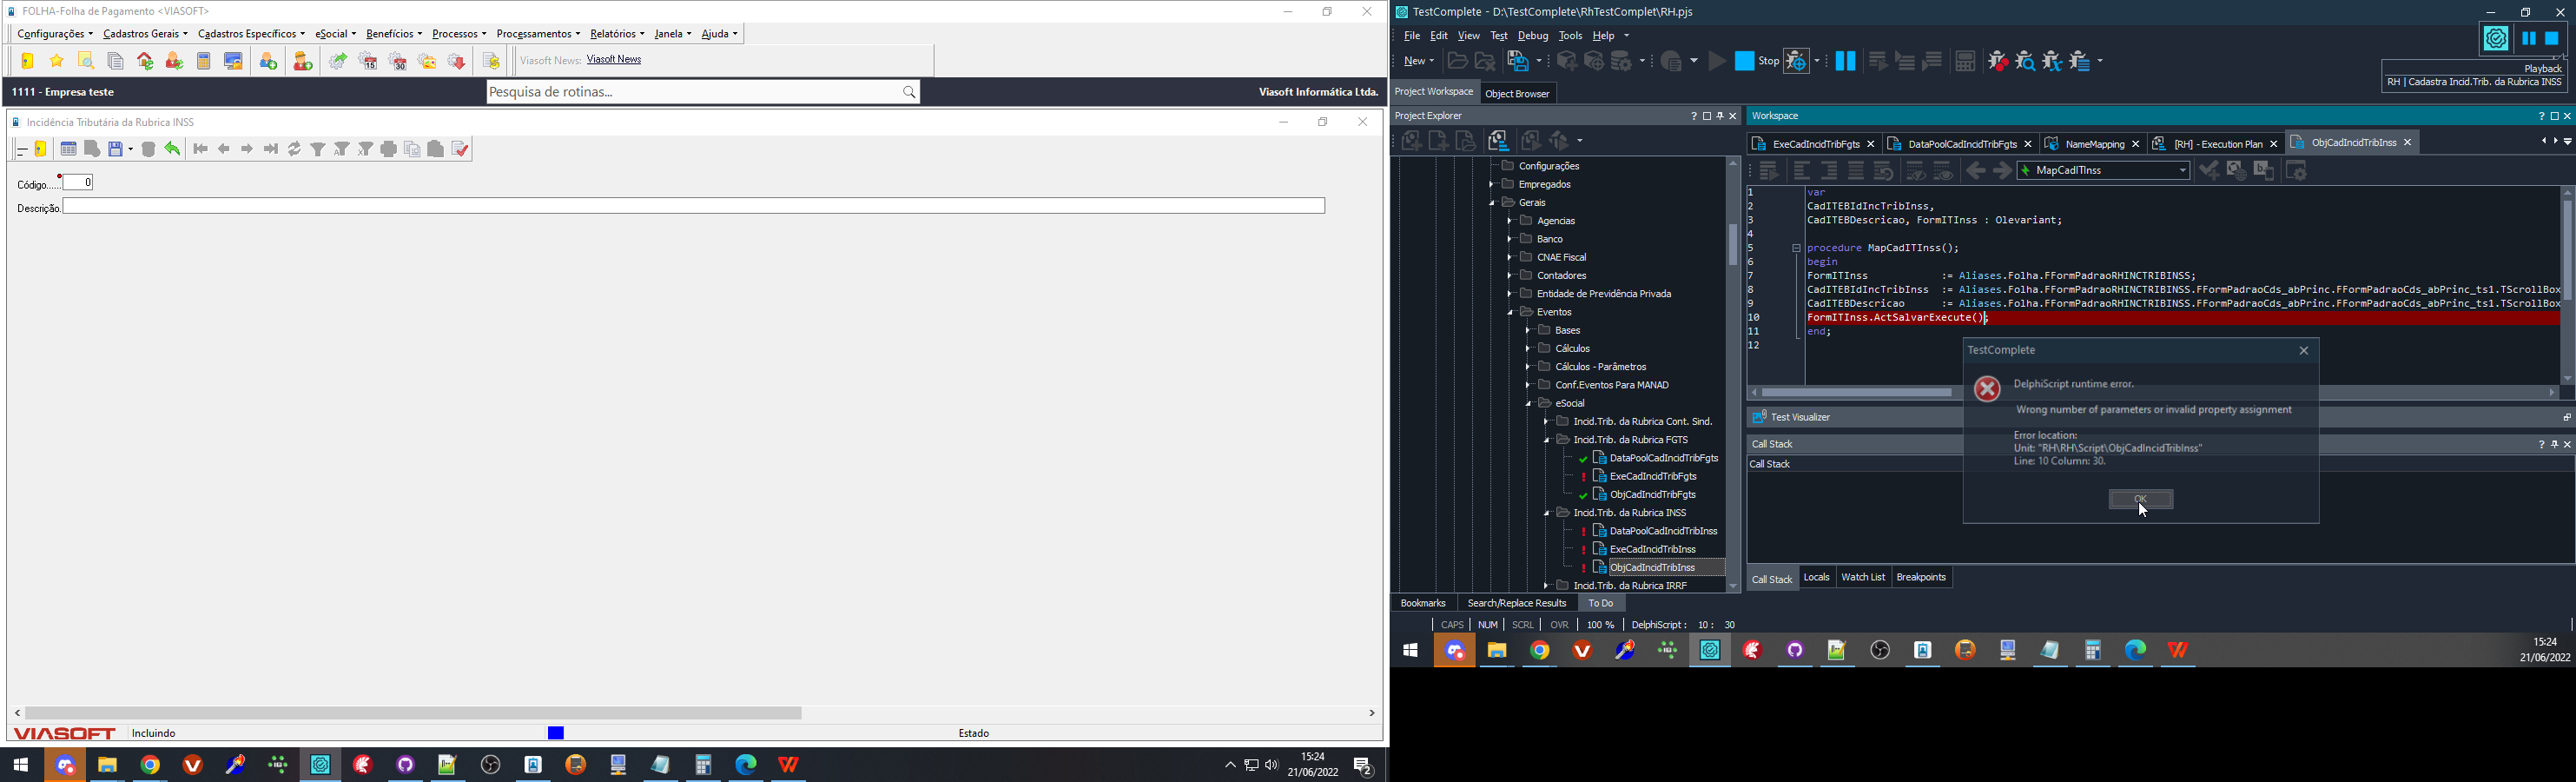 FOLHA-Folha de Pagamento <VIASOFT>
Configurações Cadastros Gerais Cadastros Específicos eSocial Benefícios Processos Processamentos Relatórios Janela Ajuda
15 30
Viasoft News: Viasoft News
1111 - Empresa teste
Pesquisa de rotinas...
Viasoft Informática Ltda.
Incidência Tributária da Rubrica INSS
Código...... 0
Descrição.
VIASOFT Incluindo Estado
15:24
21/06/2022
2
TestComplete - D:\TestComplete\RhTestComplet\RH.pjs
File Edit View Test Debug Tools Help
New Stop
Playback
RH | Cadastra Incid.Trib. da Rubrica INSS
Project Workspace Object Browser
Project Explorer
Configurações
Empregados
Gerais
Agencias
Banco
CNAE Fiscal
Contadores
Entidade de Previdência Privada
Eventos
Bases
Cálculos
Cálculos - Parâmetros
Conf.Eventos Para MANAD
eSocial
Incid.Trib. da Rubrica Cont. Sind.
Incid.Trib. da Rubrica FGTS
DataPoolCadIncidTribFgts
ExeCadIncidTribFgts
ObjCadIncidTribFgts
Incid.Trib. da Rubrica INSS
DataPoolCadIncidTribInss
ExeCadIncidTribInss
ObjCadIncidTribInss
Incid.Trib. da Rubrica IRRF
Bookmarks Search/Replace Results To Do
Workspace
ExeCadIncidTribFgts DataPoolCadIncidTribFgts NameMapping [RH] - Execution Plan ObjCadIncidTribInss
MapCadITInss
1 var
2 CadITEBIdIncTribInss,
3 CadITEBDescricao, FormITInss : Olevariant;
4
5 procedure MapCadITInss();
6 begin
7 FormITInss := Aliases.Folha.FFormPadraoRHINCTRIBINSS;
8 CadITEBIdIncTribInss := Aliases.Folha.FFormPadraoRHINCTRIBINSS.FFormPadraoCds_abPrinc.FFormPadraoCds_abPrinc_ts1.TScrollBox
9 CadITEBDescricao := Aliases.Folha.FFormPadraoRHINCTRIBINSS.FFormPadraoCds_abPrinc.FFormPadraoCds_abPrinc_ts1.TScrollBox
10 FormITInss.ActSalvarExecute();
11 end;
12
TestComplete
DelphiScript runtime error.
Wrong number of parameters or invalid property assignment
Error location:
Unit: "RH\RH\Script\ObjCadIncidTribInss"
Line: 10 Column: 30.
OK
Test Visualizer
Call Stack
Call Stack
Call Stack Locals Watch List Breakpoints
CAPS NUM SCRL OVR 100 % DelphiScript : 10 : 30
15:24
21/06/2022